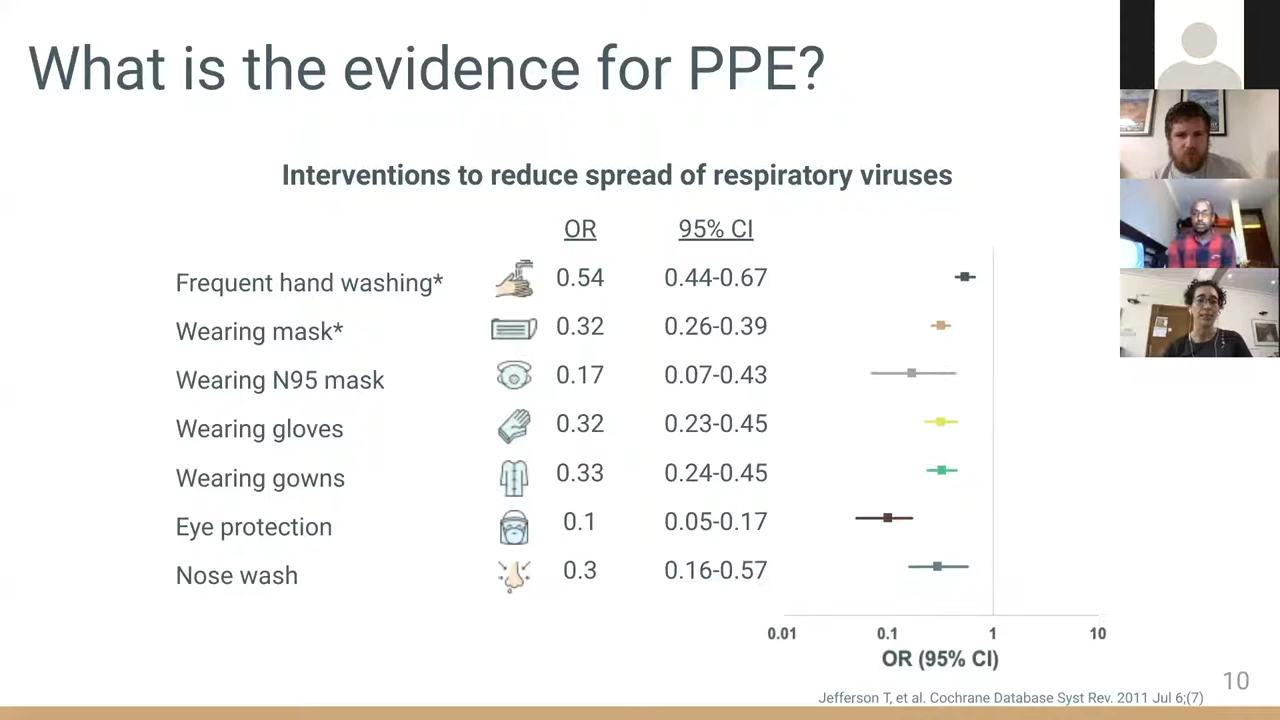 What is the evidence for PPE?
Interventions to reduce spread of respiratory viruses
OR 95% CI
Frequent hand washing* 0.54 0.44-0.67
Wearing mask* 0.32 0.26-0.39
Wearing N95 mask 0.17 0.07-0.43
Wearing gloves 0.32 0.23-0.45
Wearing gowns 0.33 0.24-0.45
Eye protection 0.1 0.05-0.17
Nose wash 0.3 0.16-0.57
0.01 0.1 1 10
OR (95% CI)
10
Jefferson T, et al. Cochrane Database Syst Rev. 2011 Jul 6;(7)